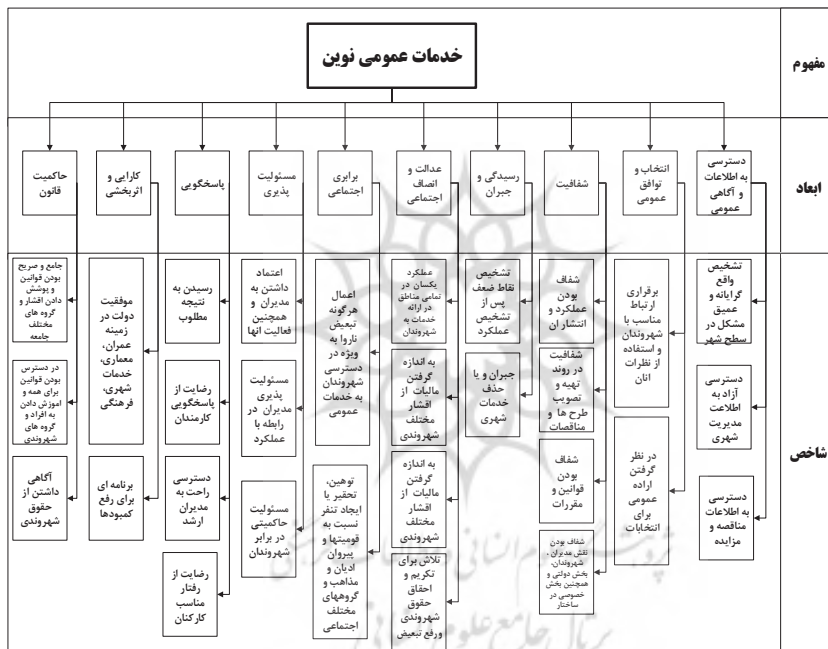 خدمات عمومی نوین
مفهوم
ابعاد
دسترسی
به اطلاعات
و آگاهی
عمومی
انتخاب و
توافق
عمومی
شفافیت
رسیدگی و
جبران
عدالت و
انصاف
اجتماعی
برابری
اجتماعی
مسئولیت
پذیری
پاسخگویی
کارایی و
اثربخشی
حاکمیت
قانون
شاخص
تشخیص
واقع
گرایانه و
عمیق
مشکل در
سطح شهر
دسترسی
آزاد به
اطلاعت
مدیریت
شهری
دسترسی
به اطلاعات
مناقصه و
مزایده
برقراری
ارتباط
مناسب با
شهروندان
و استفاده
از نظرات
انان
در نظر
گرفتن
اراده
عمومی
برای
انتخابات
شفاف
بودن
عملکرد و
انتشار ان
شفافیت
در روند
تهیه و
تصویب
طرح ها و
مناقصات
شفاف
بودن
قوانین و
مقررات
شفاف بودن
نقش مدیران ،
شهروندان،
بخش دولتی و
همچنین بخش
خصوصی در
ساختار
تشخیص
نقاط ضعف
پس از
تشخیص
عملکرد
جبران و یا
حذف
خدمات
شهری
عملکرد
یکسان در
تمامی مناطق
در ارائه
خدمات به
شهروندان
به اندازه
گرفتن
مالیات از
اقشار
مختلف
شهروندی
به اندازه
گرفتن
مالیات از
اقشار
مختلف
شهروندی
تلاش برای
تکریم و
احقاق
حقوق
شهروندی
ورفع تبعیض
اعمال
هرگونه
تبعیض
ناروا به
ویژه در
دسترسی
شهروندان
به خدمات
عمومی
توهین،
تحقیر یا
ایجاد تنفر
نسبت به
قومیتها و
پیروان
ادیان و
مذاهب و
گروههای
مختلف
اجتماعی
اعتماد
داشتن به
مدیران و
همچنین
فعالیت انها
مسئولیت
پذیری
مدیران در
رابطه با
عملکرد
مسئولیت
حاکمیتی
در برابر
شهروندان
رسیدن به
نتیجه
مطلوب
رضایت از
پاسخگویی
کارمندان
دسترسی
راحت به
مدیران
ارشد
رضایت از
رفتار
مناسب
کارکنان
موفقیت
دولت در
زمینه
عمران،
معماری،
خدمات
شهری،
فرهنگی
برنامه ای
برای رفع
کمبودها
جامع و صریح
بودن قوانین
و پوشش
دادن اقشار و
گروه های
مختلف
جامعه
در دسترس
بودن قوانین
برای همه و
اموزش دادن
به افراد و
گروه های
شهروندی
آگاهی
داشتن از
حقوق
شهروندی
پژوهشگاه علوم انسانی و مطالعات فرهنگی
پرتال جامع علوم انسانی